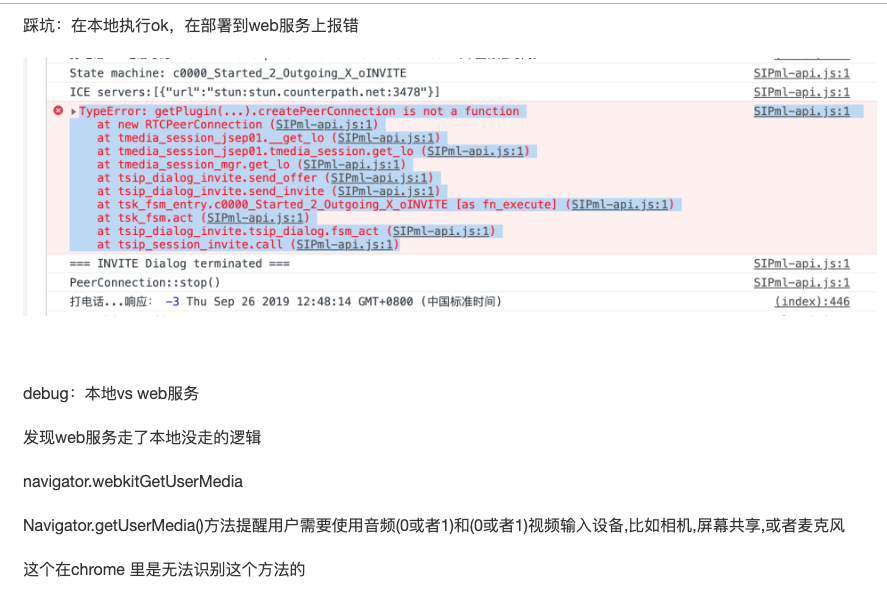 踩坑：在本地执行ok，在部署到web服务上报错
State machine: c0000_Started_2_Outgoing_X_oINVITE SIPml-api.js:1
ICE servers:[{"url":"stun:stun.counterpath.net:3478"}] SIPml-api.js:1
TypeError: getPlugin(...).createPeerConnection is not a function SIPml-api.js:1
at new RTCPeerConnection (SIPml-api.js:1)
at tmedia_session_jsep01.__get_lo (SIPml-api.js:1)
at tmedia_session_jsep01.tmedia_session.get_lo (SIPml-api.js:1)
at tmedia_session_mgr.get_lo (SIPml-api.js:1)
at tsip_dialog_invite.send_offer (SIPml-api.js:1)
at tsip_dialog_invite.send_invite (SIPml-api.js:1)
at tsk_fsm_entry.c0000_Started_2_Outgoing_X_oINVITE [as fn_execute] (SIPml-api.js:1)
at tsk_fsm.act (SIPml-api.js:1)
at tsip_dialog_invite.tsip_dialog.fsm_act (SIPml-api.js:1)
at tsip_session_invite.call (SIPml-api.js:1)
=== INVITE Dialog terminated === SIPml-api.js:1
PeerConnection::stop() SIPml-api.js:1
打电话...响应： -3 Thu Sep 26 2019 12:48:14 GMT+0800 (中国标准时间) (index):446
debug：本地vs web服务
发现web服务走了本地没走的逻辑
navigator.webkitGetUserMedia
Navigator.getUserMedia()方法提醒用户需要使用音频(0或者1)和(0或者1)视频输入设备,比如相机,屏幕共享,或者麦克风
这个在chrome 里是无法识别这个方法的